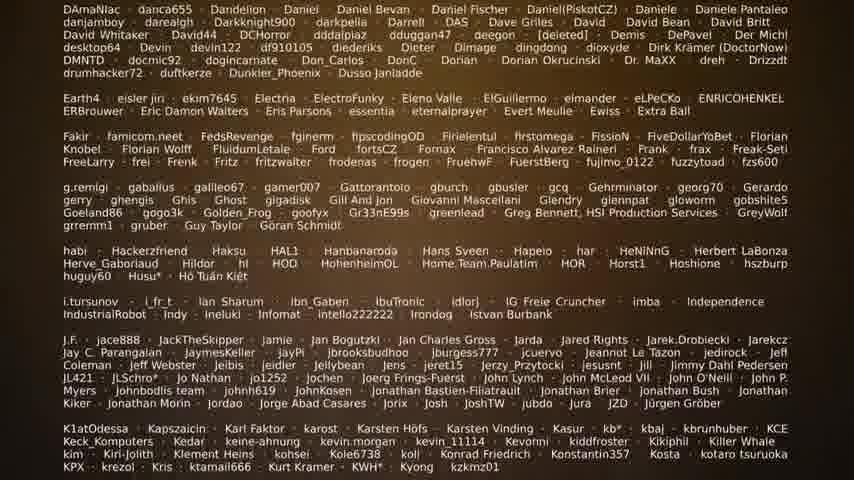 DAmaNIac · danca655 · Dandelion · Daniel · Daniel Bevan · Daniel Fischer · Daniel(PiskotCZ) · Daniele · Daniele Pantaleo
danjamboy · darealgh · Darkknight900 · darkpella · Darrell · DAS · Dave Grilles · David · David Bean · David Britt
David Whitaker · David44 · DCHorror · dddalpiaz · dduggan47 · deegon · [deleted] · Demis · DePavel · Der Michl
desktop64 · Devin · devin122 · df910105 · diederiks · Dieter · Dimage · dingdong · dioxyde · Dirk Krämer (DoctorNow)
DMNTD · docmic92 · dogincarnate · Don_Carlos · DonC · Dorian · Dorian Okrucinski · Dr. MaXX · dreh · Drizzdt
drumhacker72 · duftkerze · Dunkler_Phoenix · Dusso Janladde
Earth4 · eisler jiri · ekim7645 · Electria · ElectroFunky · Eleno Valle · ElGuillermo · elmander · eLPeCKo · ENRICOHENKEL
ERBrouwer · Eric Damon Walters · Eris Parsons · essentia · eternalprayer · Evert Meulie · Ewiss · Extra Ball
Fakir · famicom.neet · FedsRevenge · fginerm · fipscodingOD · Firielentul · firstomega · FissioN · FiveDollarYoBet · Florian
Knobel · Florian Wolff · FluidumLetale · Ford · fortsCZ · Fornax · Francisco Alvarez Raineri · Frank · frax · Freak-Seti
FreeLarry · frei · Frenk · Fritz · fritzwalter · frodenas · frogen · FruehwF · FuerstBerg · fujimo_0122 · fuzzytoad · fzs600
g.remigi · gaballus · galileo67 · gamer007 · Gattorantolo · gburch · gbusler · gcq · Gehrminator · georg70 · Gerardo
gerry · ghengis · Ghis · Ghost · gigadisk · Gill And Jon · Giovanni Mascellani · Glendry · glennpat · gloworm · gobshite5
Goeland86 · gogo3k · Golden_Frog · goofyx · Gr33nE99s · greenlead · Greg Bennett, HSI Production Services · GreyWolf
grremm1 · gruber · Guy Taylor · Göran Schmidt
habi · Hackerzfriend · Haksu · HAL1 · Hanbanaroda · Hans Sveen · Hapeio · har · HeNiNnG · Herbert LaBonza
Herve_Gaboriaud · Hildor · hl · HOD · HohenheimOL · Home.Team.Paulatim · HOR · Horst1 · Hoshione · hszburp
huguy60 · Husu* · Hồ Tuấn Kiệt
i.tursunov · i_fr_t · Ian Sharum · Ibn_Gaben · IbuTronic · idlorj · IG Freie Cruncher · imba · Independence
IndustrialRobot · Indy · Ineluki · Infomat · intello222222 · Irondog · Istvan Burbank
J.F. · jace888 · JackTheSkipper · Jamie · Jan Bogutzki · Jan Charles Gross · Jarda · Jared Rights · Jarek.Drobiecki · Jarekcz
Jay C. Parangalan · JaymesKeller · JayPi · jbrooksbudhoo · jburgess777 · jcuervo · Jeannot Le Tazon · jedirock · Jeff
Coleman · Jeff Webster · Jeibis · jeidler · Jellybean · Jens · jeret15 · Jerzy_Przytocki · jesusnt · Jill · Jimmy Dahl Pedersen
JL421 · JLSchro* · Jo Nathan · jo1252 · Jochen · Joerg Frings-Fuerst · John Lynch · John McLeod VII · John O'Neill · John P.
Myers · Johnbodlis team · johnh619 · JohnKosen · Jonathan Bastien-Filiatrault · Jonathan Brier · Jonathan Bush · Jonathan
Kiker · Jonathan Morin · Jordao · Jorge Abad Casares · Jorix · Josh · JoshTW · jubdo · Jura · JZD · Jürgen Gröber
K1atOdessa · Kapszaicin · Karl Faktor · karost · Karsten Höfs · Karsten Vinding · Kasur · kb* · kbaj · kbrunhuber · KCE
Keck_Komputers · Kedar · keine-ahnung · kevin.morgan · kevin_11114 · Kevonni · kiddfroster · Kikiphil · Killer Whale
kim · Kiri-Jolith · Klement Heins · kohsei · Kole6738 · koll · Konrad Friedrich · Konstantin357 · Kosta · kotaro tsuruoka
KPX · krezol · Kris · ktamail666 · Kurt Kramer · KWH* · Kyong · kzkmz01